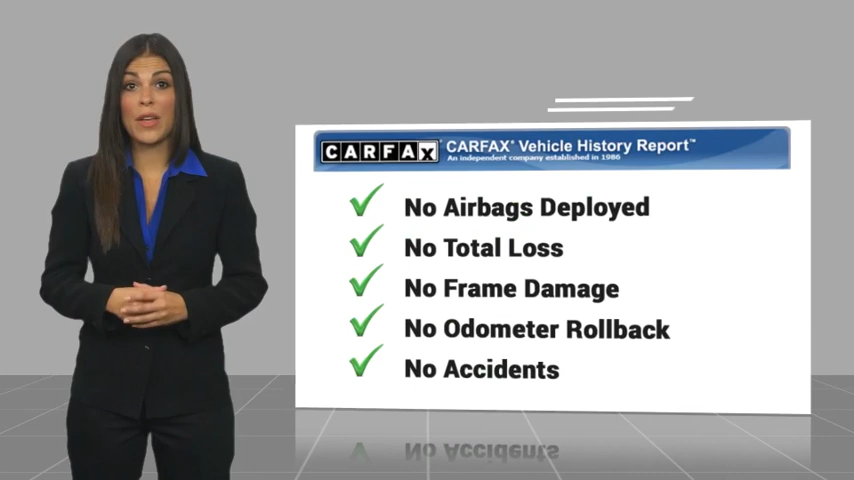 CARFAX
CARFAX® Vehicle History Report™
An independent company established in 1986
No Airbags Deployed
No Total Loss
No Frame Damage
No Odometer Rollback
No Accidents
No Accidents